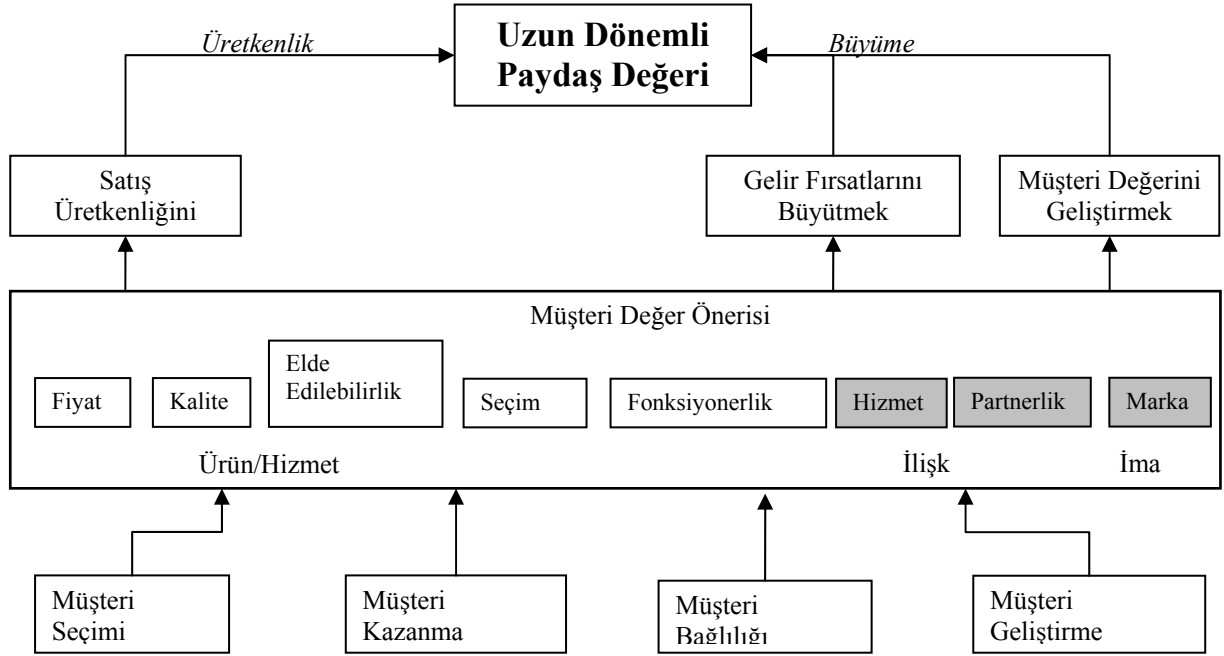 Üretkenlik
Uzun Dönemli
Paydaş Değeri
Büyüme
Satış
Üretkenliğini
Gelir Fırsatlarını
Büyütmek
Müşteri Değerini
Geliştirmek
Müşteri Değer Önerisi
Fiyat
Kalite
Elde
Edilebilirlik
Seçim
Fonksiyonerlik
Hizmet
Partnerlik
Marka
Ürün/Hizmet
İlişk
İma
Müşteri
Seçimi
Müşteri
Kazanma
Müşteri
Bağlılığı
Müşteri
Geliştirme